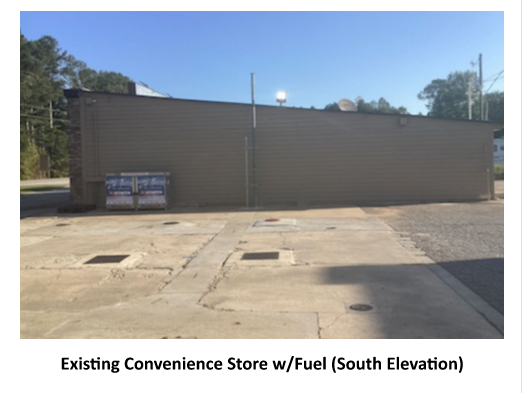 Existing Convenience Store w/Fuel (South Elevation)